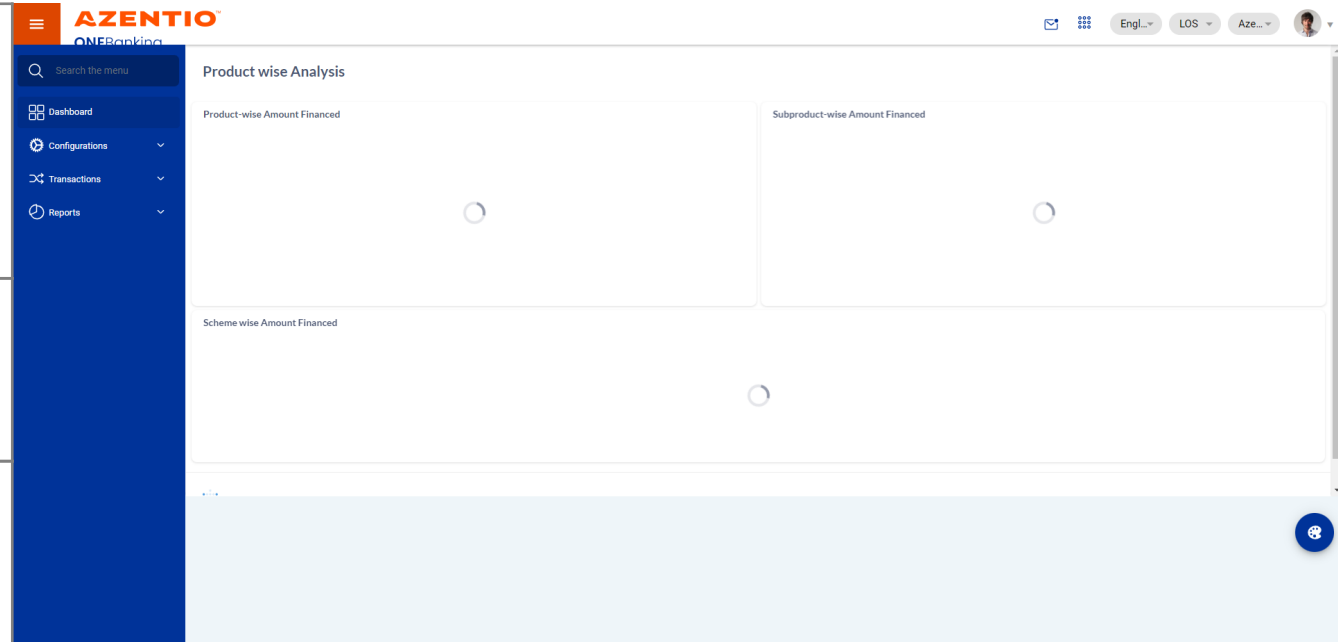 AZENTIO™
ONEBanking
Engl...
LOS
Aze...
Search the menu
Dashboard
Configurations
Transactions
Reports
Product wise Analysis
Product-wise Amount Financed
Subproduct-wise Amount Financed
Scheme wise Amount Financed